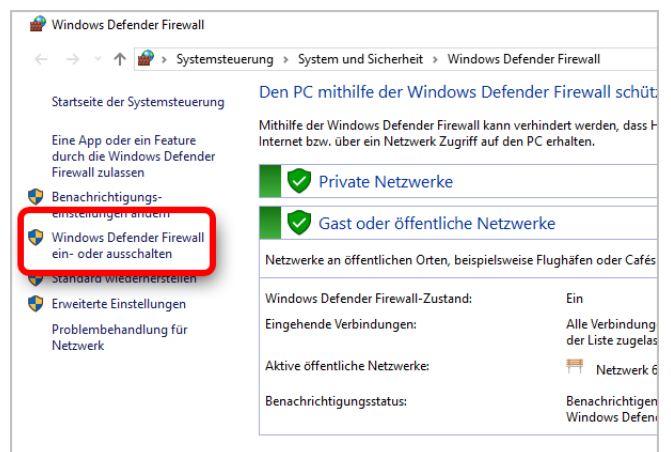 Windows Defender Firewall
Systemsteuerung › System und Sicherheit › Windows Defender Firewall
Startseite der Systemsteuerung
Eine App oder ein Feature
durch die Windows Defender
Firewall zulassen
Benachrichtigungs-
einstellungen ändern
Windows Defender Firewall
ein- oder ausschalten
Standard wiederherstellen
Erweiterte Einstellungen
Problembehandlung für
Netzwerk
Den PC mithilfe der Windows Defender Firewall schütz
Mithilfe der Windows Defender Firewall kann verhindert werden, dass H
Internet bzw. über ein Netzwerk Zugriff auf den PC erhalten.
Private Netzwerke
Gast oder öffentliche Netzwerke
Netzwerke an öffentlichen Orten, beispielsweise Flughäfen oder Cafés
Windows Defender Firewall-Zustand: Ein
Eingehende Verbindungen: Alle Verbindung
der Liste zugelas
Aktive öffentliche Netzwerke: Netzwerk 6
Benachrichtigungsstatus: Benachrichtigen
Windows Defen